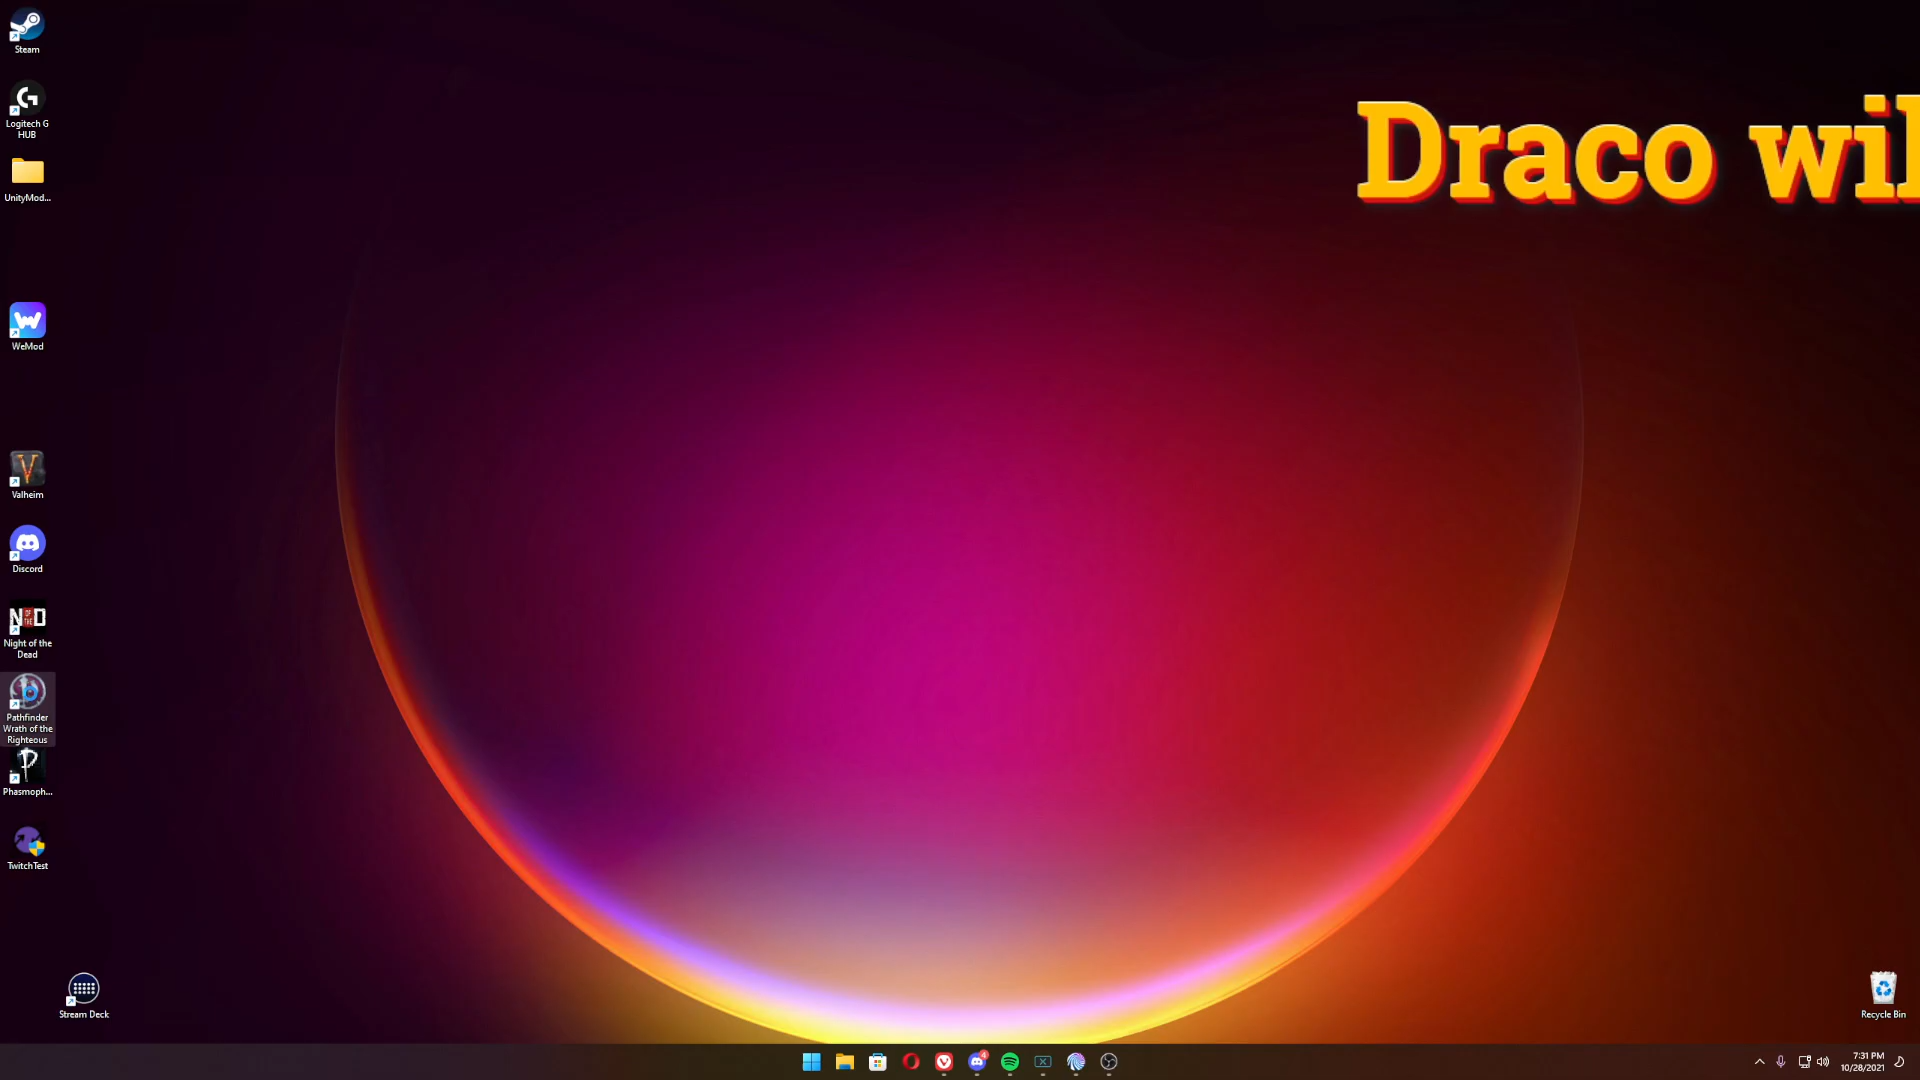 Draco wil
Steam
Logitech G
HUB
UnityMod...
WeMod
Valheim
Discord
Night of the
Dead
Pathfinder
Wrath of the
Righteous
Phasmoph...
TwitchTest
Stream Deck
Recycle Bin
4
7:31 PM
10/28/2021